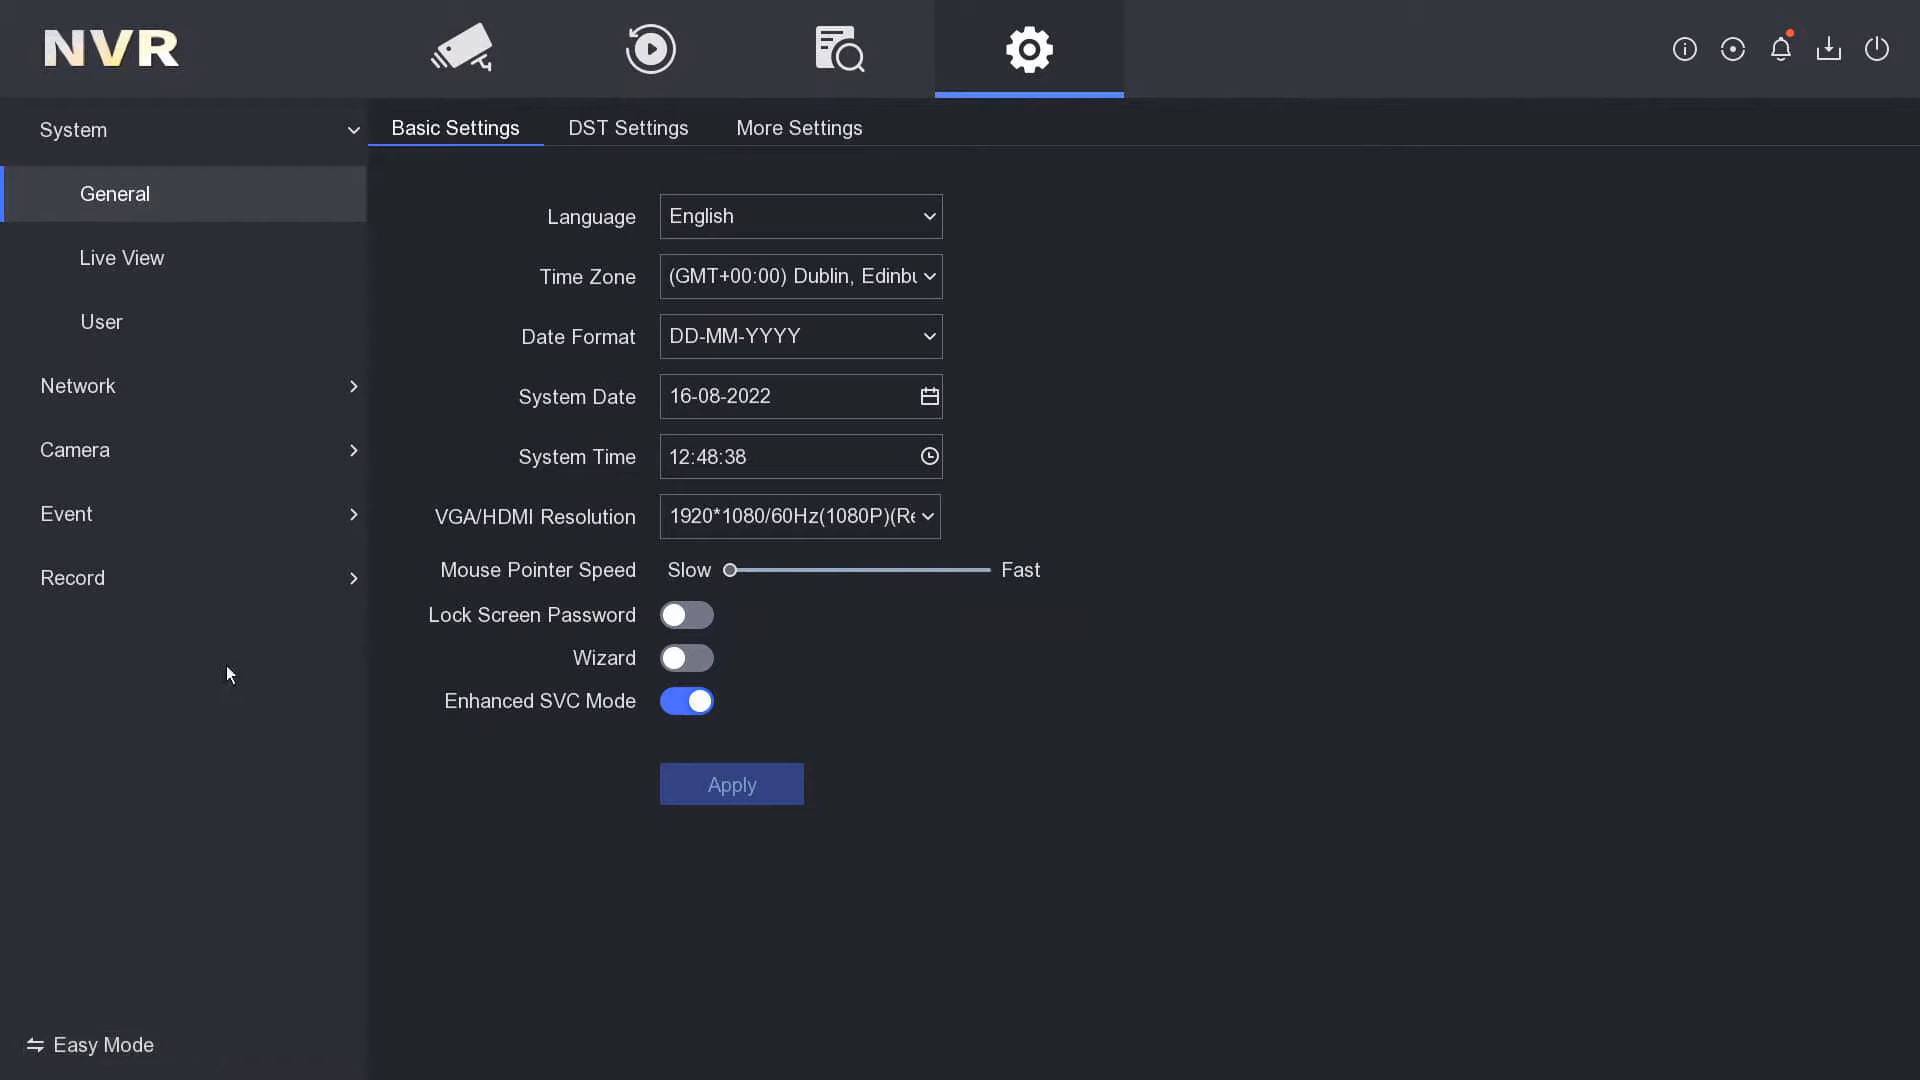 NVR
System
General
Live View
User
Network
Camera
Event
Record
Easy Mode
Basic Settings DST Settings More Settings
Language English
Time Zone (GMT+00:00) Dublin, Edinbu
Date Format DD-MM-YYYY
System Date 16-08-2022
System Time 12:48:38
VGA/HDMI Resolution 1920*1080/60Hz(1080P)(Re
Mouse Pointer Speed Slow Fast
Lock Screen Password
Wizard
Enhanced SVC Mode
Apply